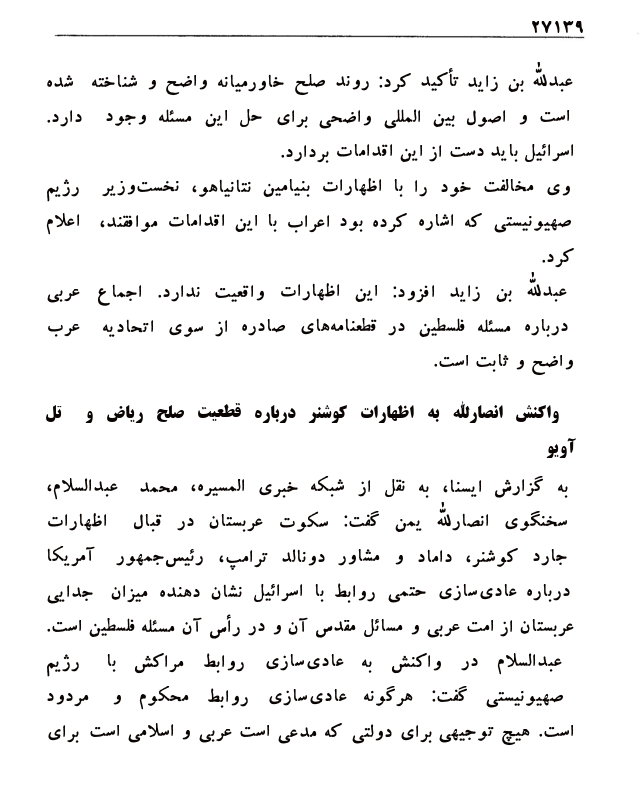 ۲۷۱۳۹
عبدالله بن زاید تأکید کرد: روند صلح خاورمیانه واضح و شناخته شده
است و اصول بین المللی واضحی برای حل این مسئله وجود دارد.
اسرائیل باید دست از این اقدامات بردارد.
وی مخالفت خود را با اظهارات بنیامین نتانیاهو، نخست‌وزیر رژیم
صهیونیستی که اشاره کرده بود اعراب با این اقدامات موافقتند، اعلام
کرد.
عبدالله بن زاید افزود: این اظهارات واقعیت ندارد. اجماع عربی
درباره مسئله فلسطین در قطعنامه‌های صادره از سوی اتحادیه عرب
واضح و ثابت است.
واکنش انصارلله به اظهارات کوشنر درباره قطعیت صلح ریاض و تل
آویو
به گزارش ایسنا، به نقل از شبکه خبری المسیره، محمد عبدالسلام،
سخنگوی انصارلله یمن گفت: سکوت عربستان در قبال اظهارات
جارد کوشنر، داماد و مشاور دونالد ترامپ، رئیس‌جمهور آمریکا
درباره عادی‌سازی حتمی روابط با اسرائیل نشان دهنده میزان جدایی
عربستان از امت عربی و مسائل مقدس آن و در رأس آن مسئله فلسطین است.
عبدالسلام در واکنش به عادی‌سازی روابط مراکش با رژیم
صهیونیستی گفت: هرگونه عادی‌سازی روابط محکوم و مردود
است. هیچ توجیهی برای دولتی که مدعی است عربی و اسلامی است برای